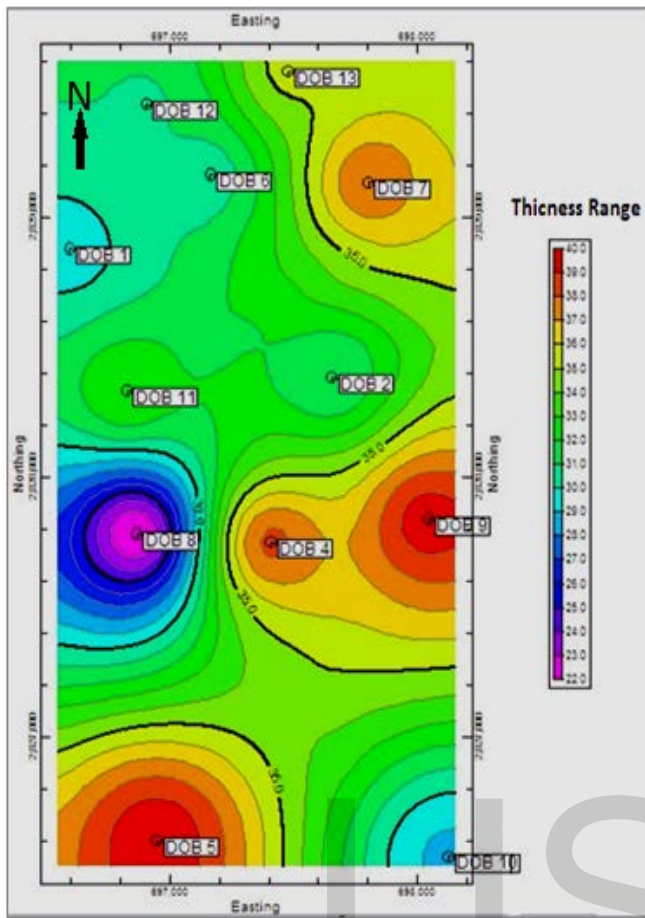 Easting
697,000 698,000
N
DOB 13
DOB 12
DOB 6
DOB 7
Thicness Range
DOB 1
35.0
40.0
39.0
38.0
37.0
36.0
35.0
34.0
33.0
32.0
31.0
30.0
29.0
28.0
27.0
26.0
25.0
24.0
23.0
22.0
DOB 2
DOB 11
35.0
Northing
Northing
DOB 9
DOB 8
DOB 4
35.0
35.0
DOB 5
DOB 10
697,000 698,000
Easting
IJS